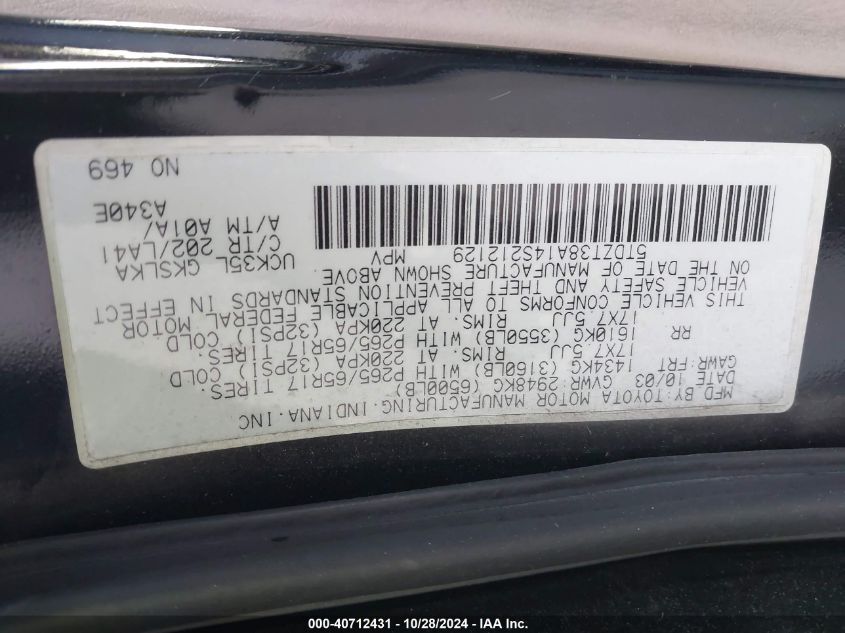 MFD BY: TOYOTA MOTOR MANUFACTURING. INDIANA. INC
DATE 10/03 GVWR: 2948KG (6500LB)
GAWR:FRT 1434KG (3160LB) WITH P265/65R17 TIRES.
17X7.5JJ RIMS. AT 220KPA (32PSI) COLD
RR 1610KG (3550LB) WITH P265/65R17 TIRES.
17X7.5JJ RIMS. AT 220KPA (32PSI) COLD
THIS VEHICLE CONFORMS TO ALL APPLICABLE FEDERAL MOTOR
VEHICLE SAFETY AND THEFT PREVENTION STANDARDS IN EFFECT
ON THE DATE OF MANUFACTURE SHOWN ABOVE
5TDZT38A14S212129 MPV
UCK35L GKSLKA
C/TR 202/LA41
A/TM A01A/
A340E
NO 469
000-40712431 - 10/28/2024 - IAA Inc.